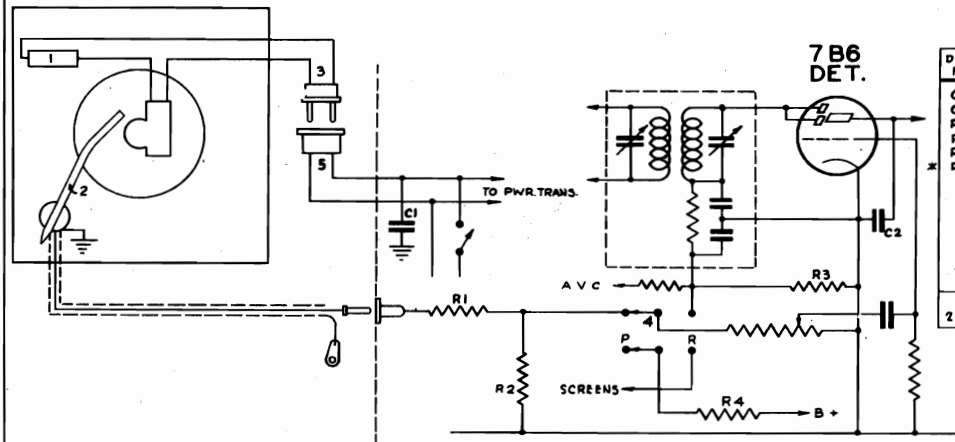 7B6
DET.
1
3
2
5
TO PWR. TRANS.
C1
C2
AVC
R3
R1
4
P
R
R2
SCREENS
R4
B+
*
2